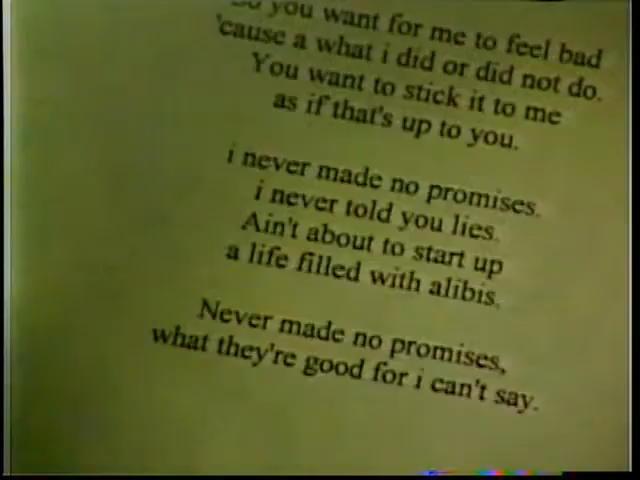 So you want for me to feel bad
'cause a what i did or did not do.
You want to stick it to me
as if that's up to you.
i never made no promises.
i never told you lies.
Ain't about to start up
a life filled with alibis.
Never made no promises,
what they're good for i can't say.